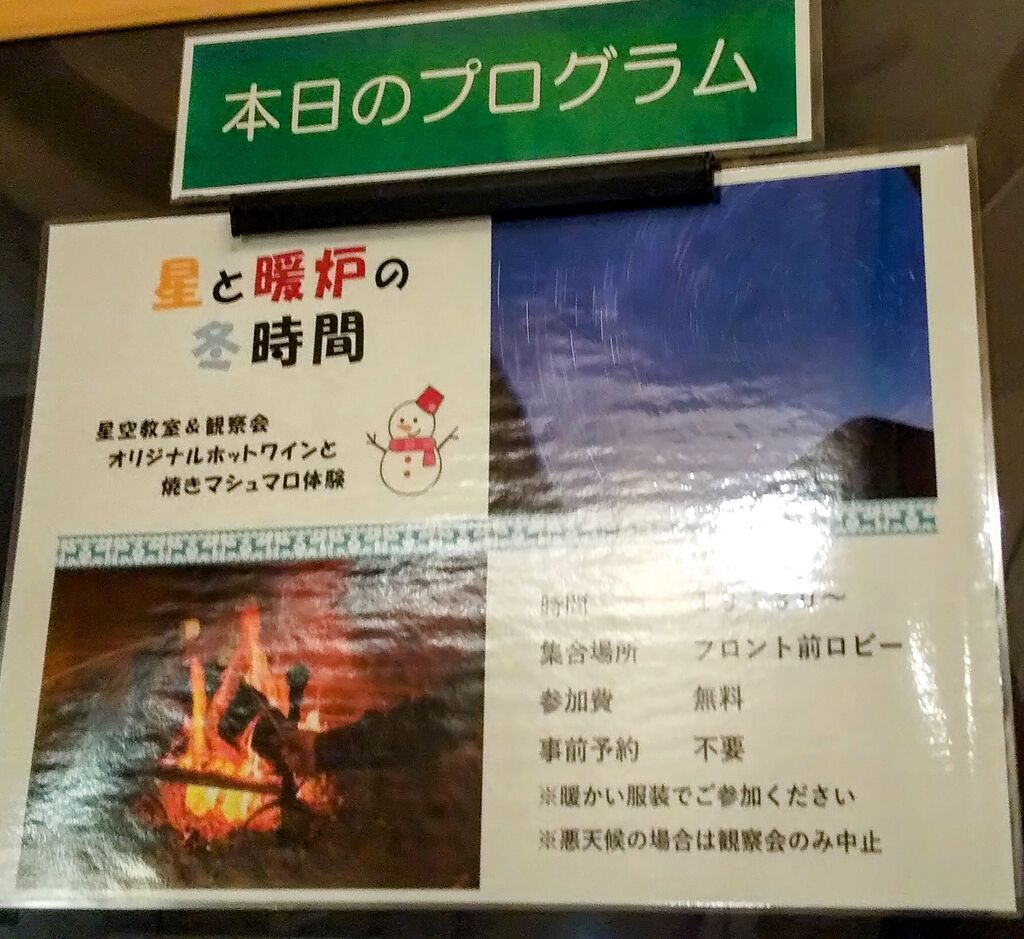 本日のプログラム
星と暖炉の
冬時間
星空教室＆観察会
オリジナルホットワインと
焼きマシュマロ体験
時間
集合場所 フロント前ロビー
参加費 無料
事前予約 不要
※暖かい服装でご参加ください
※悪天候の場合は観察会のみ中止